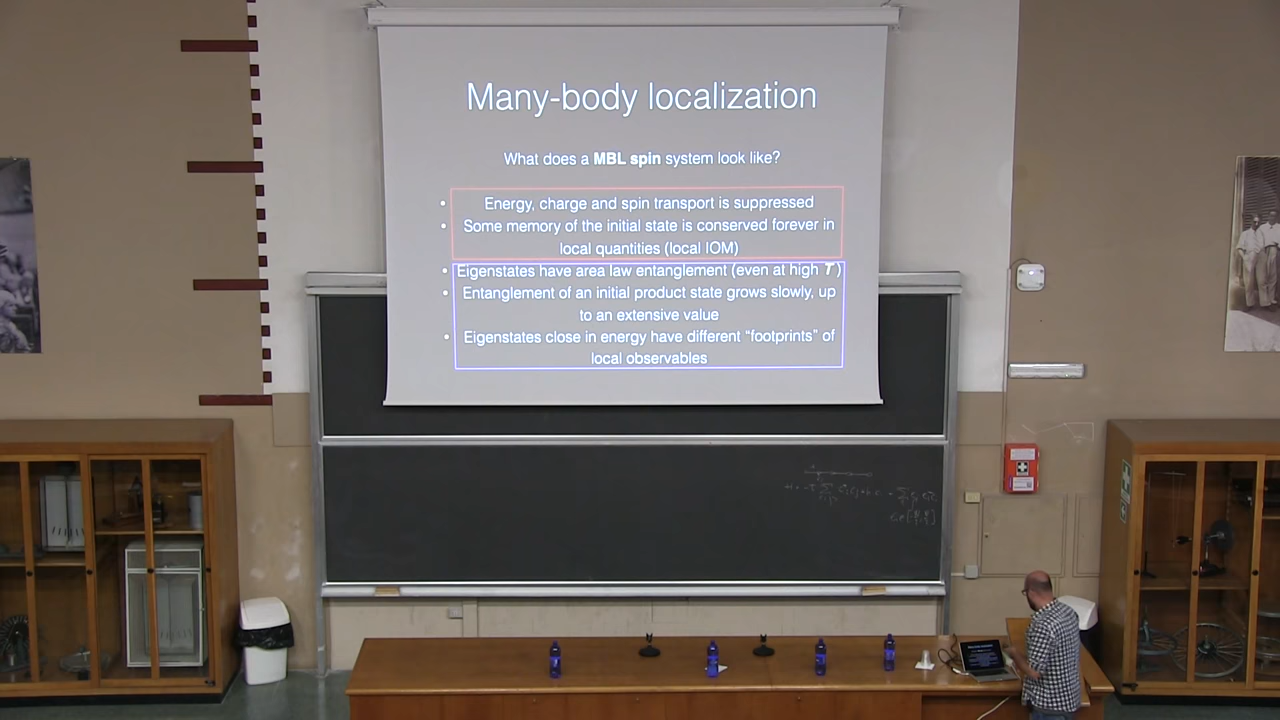 Many-body localization
What does a MBL spin system look like?
• Energy, charge and spin transport is suppressed
• Some memory of the initial state is conserved forever in
local quantities (local IOM)
• Eigenstates have area law entanglement (even at high T)
• Entanglement of an initial product state grows slowly, up
to an extensive value
• Eigenstates close in energy have different “footprints” of
local observables